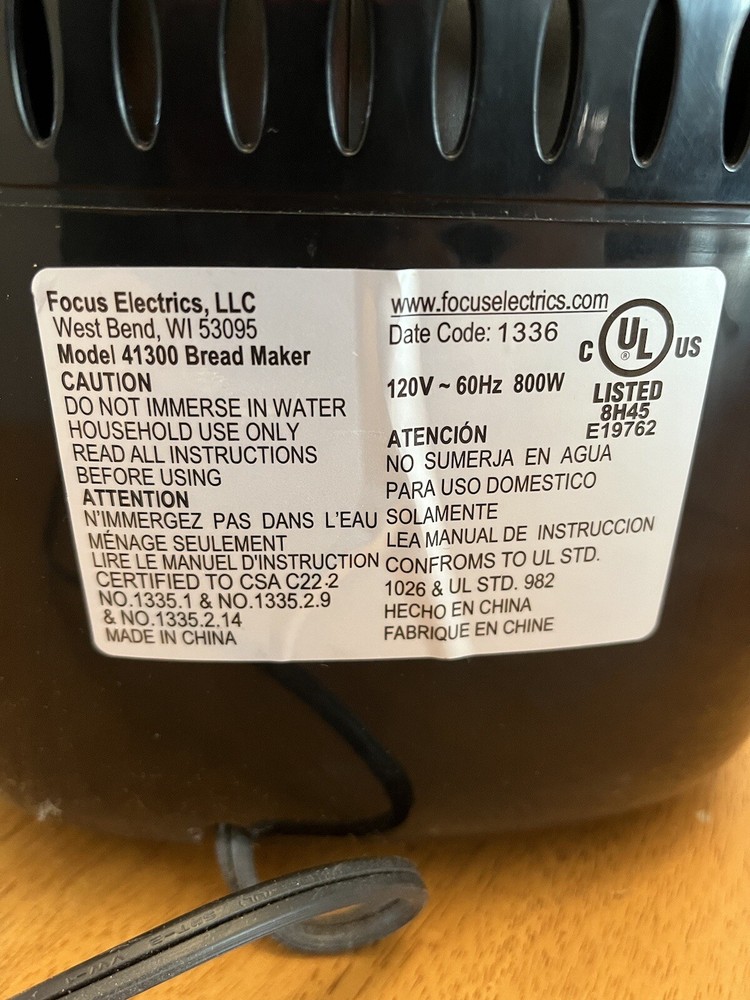 Focus Electrics, LLC
West Bend, WI 53095
Model 41300 Bread Maker
CAUTION
DO NOT IMMERSE IN WATER
HOUSEHOLD USE ONLY
READ ALL INSTRUCTIONS
BEFORE USING
ATTENTION
N'IMMERGEZ PAS DANS L'EAU
MÉNAGE SEULEMENT
LIRE LE MANUEL D'INSTRUCTION
CERTIFIED TO CSA C22.2
NO.1335.1 & NO.1335.2.9
& NO.1335.2.14
MADE IN CHINA
www.focuselectrics.com
Date Code: 1336
120V ~ 60Hz 800W
C UL US
®
LISTED
8H45
E19762
ATENCIÓN
NO SUMERJA EN AGUA
PARA USO DOMESTICO
SOLAMENTE
LEA MANUAL DE INSTRUCCION
CONFROMS TO UL STD.
1026 & UL STD. 982
HECHO EN CHINA
FABRIQUE EN CHINE